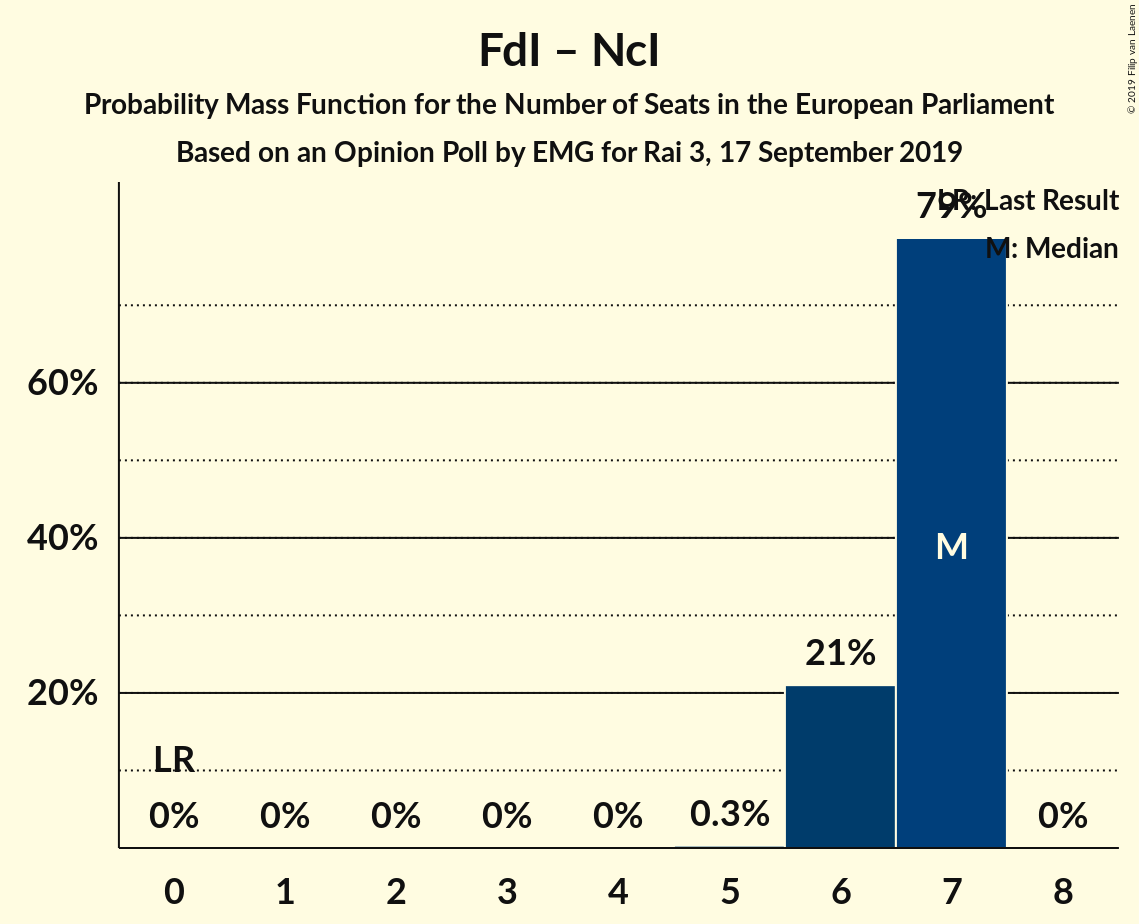 FdI – NcI
Probability Mass Function for the Number of Seats in the European Parliament
Based on an Opinion Poll by EMG for Rai 3, 17 September 2019
© 2019 Filip van Laenen
LR: Last Result
M: Median
79%
60%
40%
20%
M
21%
LR
0%
0%
0%
0%
0%
0.3%
0%
0 1 2 3 4 5 6 7 8